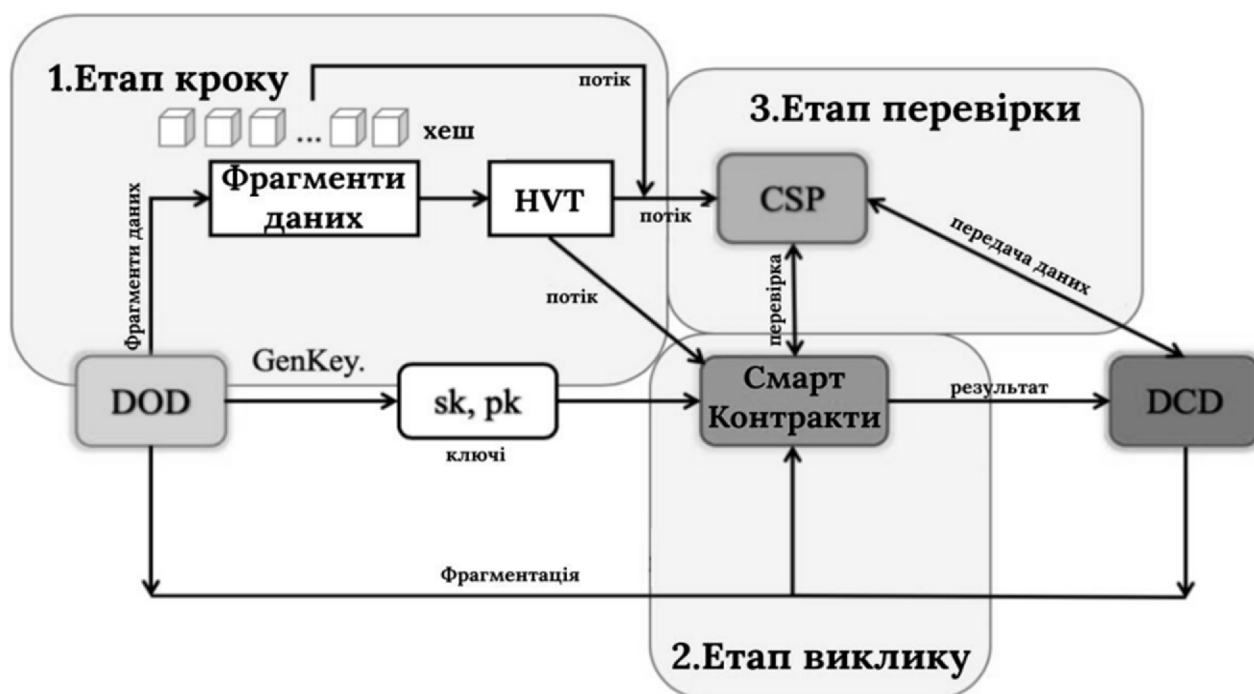 1.Етап кроку
потік
3.Етап перевірки
... хеш
Фрагменти
даних
HVT
потік
CSP
Фрагменти даних
потік
перевірка
передача даних
DOD
GenKey.
sk, pk
ключі
Смарт
Контракти
результат
DCD
Фрагментація
2.Етап виклику